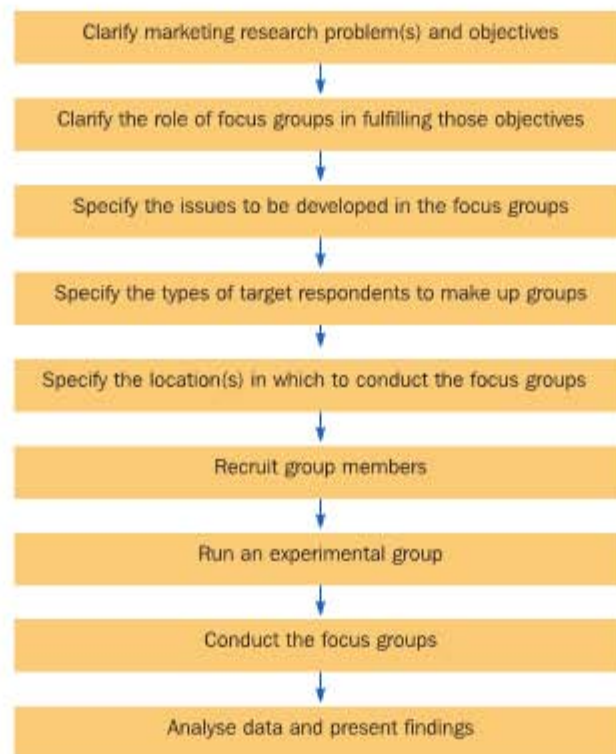 Clarify marketing research problem(s) and objectives
Clarify the role of focus groups in fulfilling those objectives
Specify the issues to be developed in the focus groups
Specify the types of target respondents to make up groups
Specify the location(s) in which to conduct the focus groups
Recruit group members
Run an experimental group
Conduct the focus groups
Analyse data and present findings